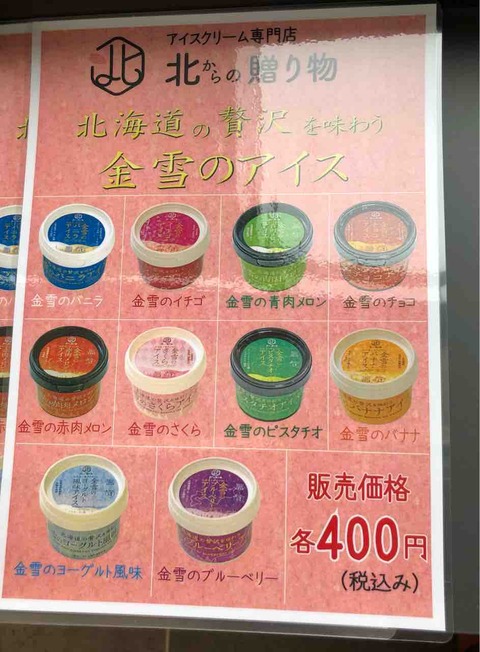 アイスクリーム専門店
北からの贈り物
北海道の贅沢を味わう
金雪のアイス
金雪のバニラ
金雪のイチゴ
金雪の青肉メロン
金雪のチョコ
金雪の赤肉メロン
金雪のさくら
金雪のピスタチオ
金雪のバナナ
金雪のヨーグルト風味
金雪のブルーベリー
販売価格
各400円
(税込み)